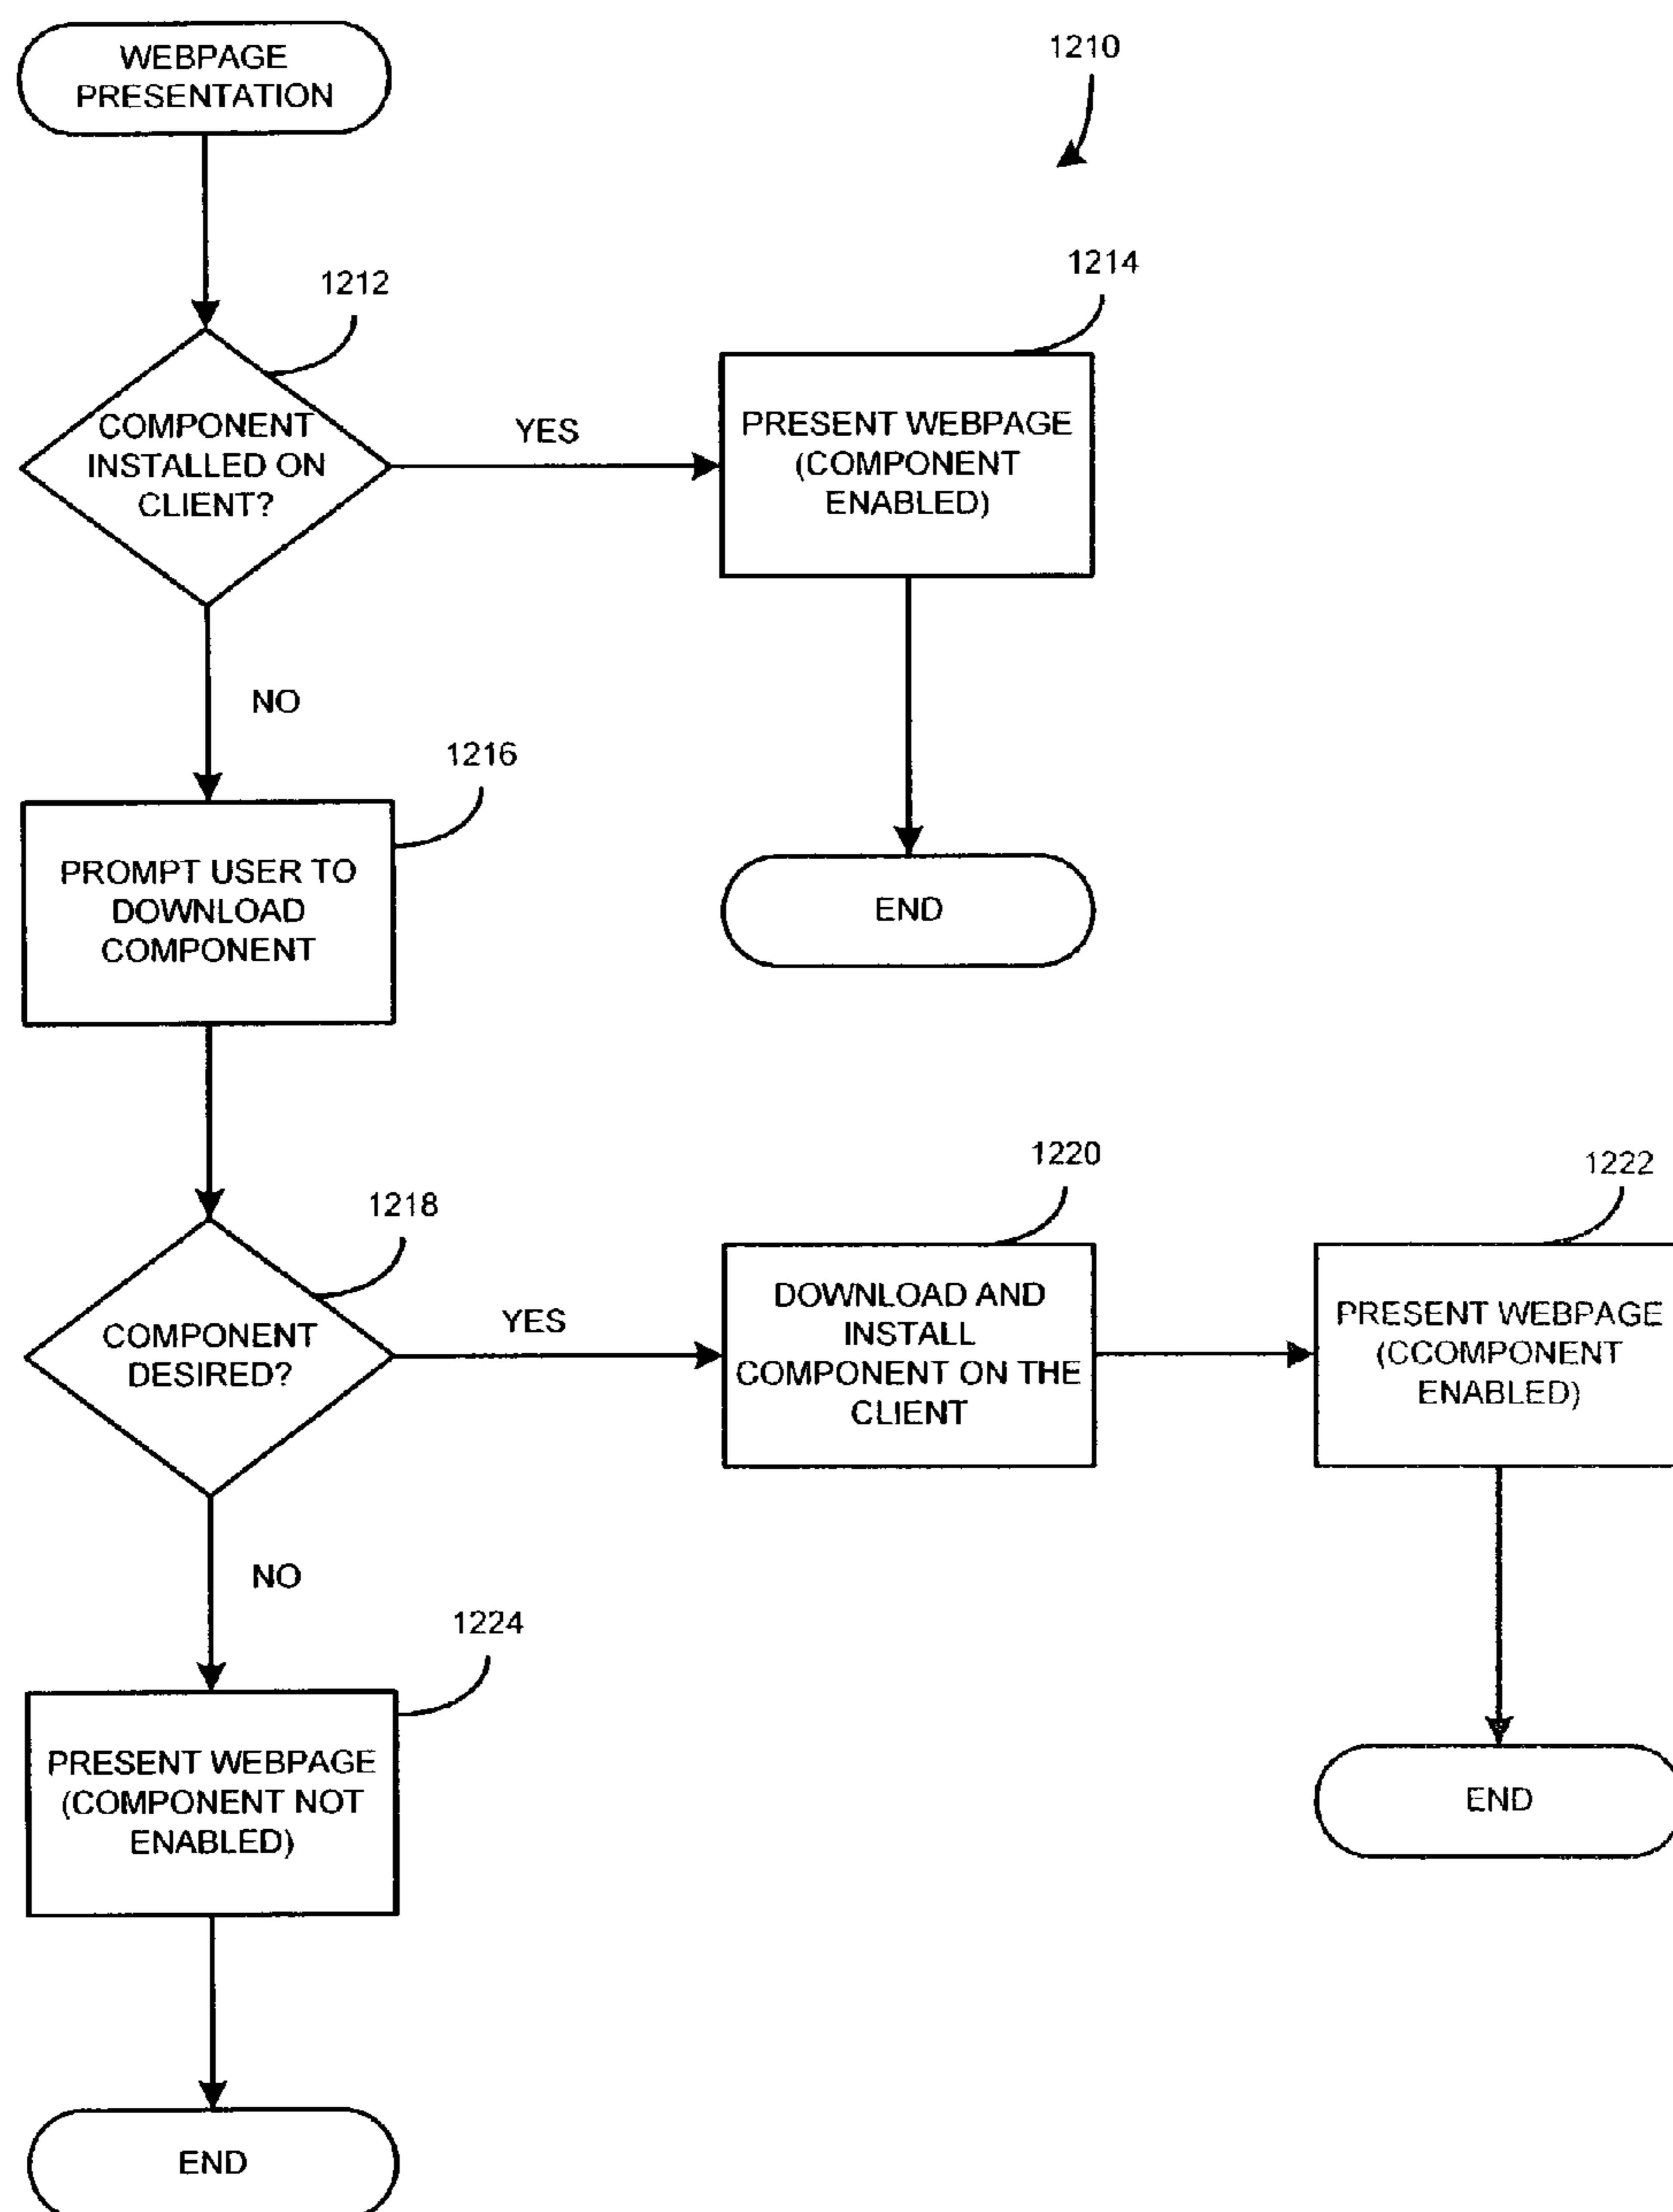 WEBPAGE
PRESENTATION
1210
1212
1214
COMPONENT
INSTALLED ON
CLIENT?
YES
PRESENT WEBPAGE
(COMPONENT
ENABLED)
NO
1216
PROMPT USER TO
DOWNLOAD
COMPONENT
END
1218
1220
1222
COMPONENT
DESIRED?
YES
DOWNLOAD AND
INSTALL
COMPONENT ON THE
CLIENT
PRESENT WEBPAGE
(CCOMPONENT
ENABLED)
NO
1224
PRESENT WEBPAGE
(COMPONENT NOT
ENABLED)
END
END